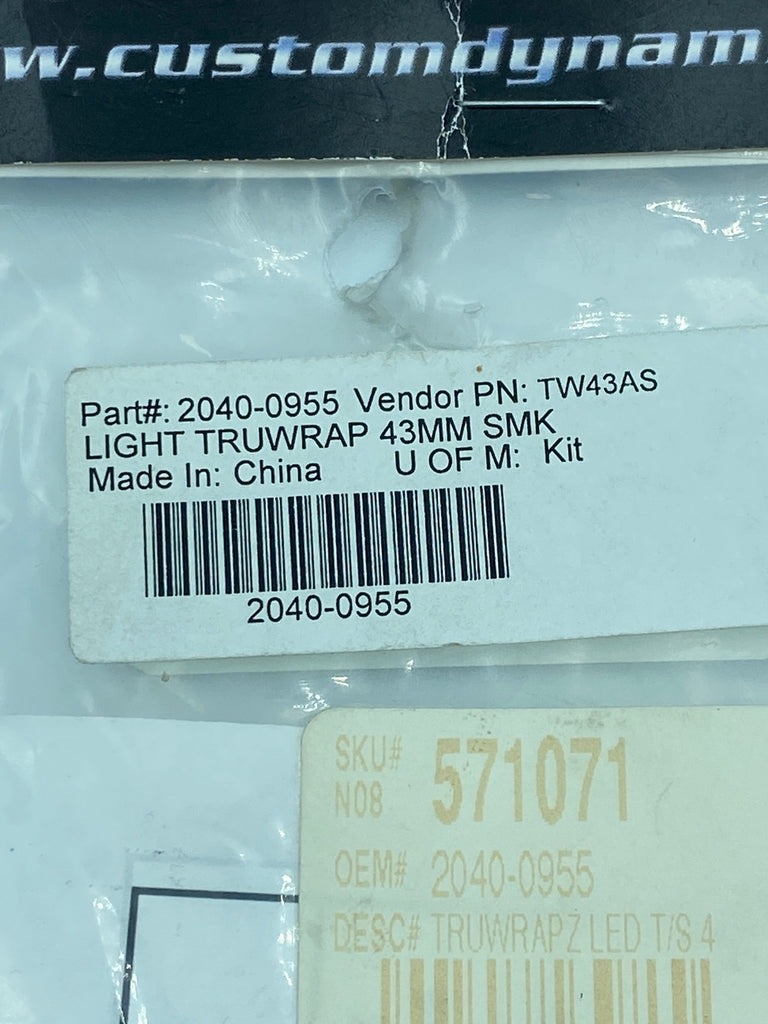 w.customdynam
Part#: 2040-0955 Vendor PN: TW43AS
LIGHT TRUWRAP 43MM SMK
Made In: China U OF M: Kit
2040-0955
SKU# 571071
N08
OEM# 2040-0955
DESC# TRUWRAPŽ LED T/S 4